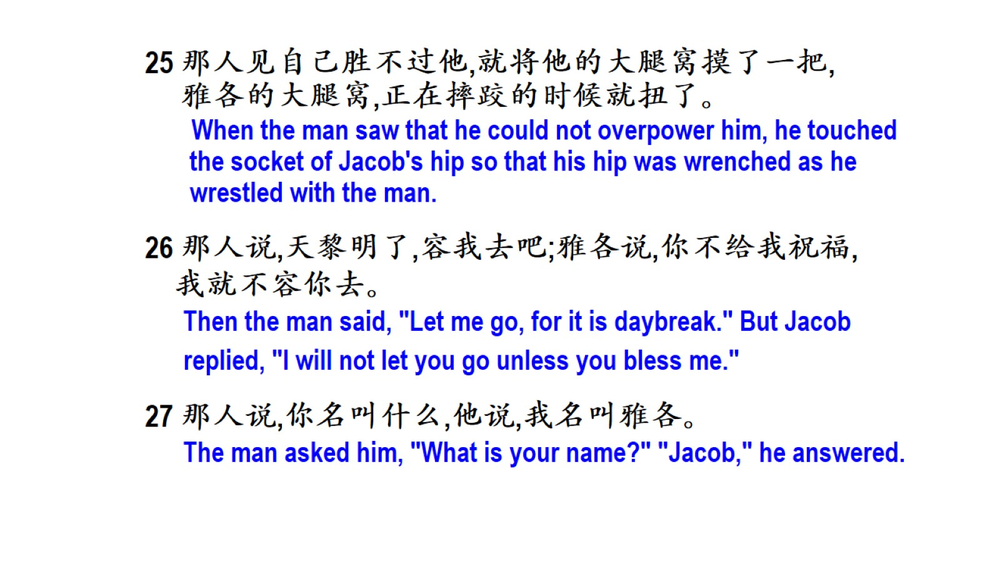 25 那人见自己胜不过他,就将他的大腿窝摸了一把,
雅各的大腿窝,正在摔跤的时候就扭了。
When the man saw that he could not overpower him, he touched
the socket of Jacob's hip so that his hip was wrenched as he
wrestled with the man.
26 那人说,天黎明了,容我去吧;雅各说,你不给我祝福,
我就不容你去。
Then the man said, "Let me go, for it is daybreak." But Jacob
replied, "I will not let you go unless you bless me."
27 那人说,你名叫什么,他说,我名叫雅各。
The man asked him, "What is your name?" "Jacob," he answered.